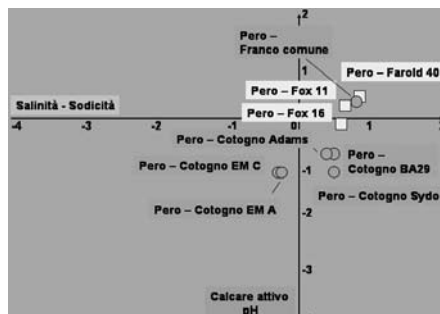 2
Pero –
Franco comune
Pero – Farold 40
1
Pero – Fox 11
Salinità - Sodicità
Pero – Fox 16
-4
-3
-2
-1
0
1
2
Pero – Cotogno Adams
Pero –
Cotogno BA29
-1
Pero – Cotogno EM C
Pero – Cotogno Sydo
Pero – Cotogno EM A
-2
-3
Calcare attivo
pH